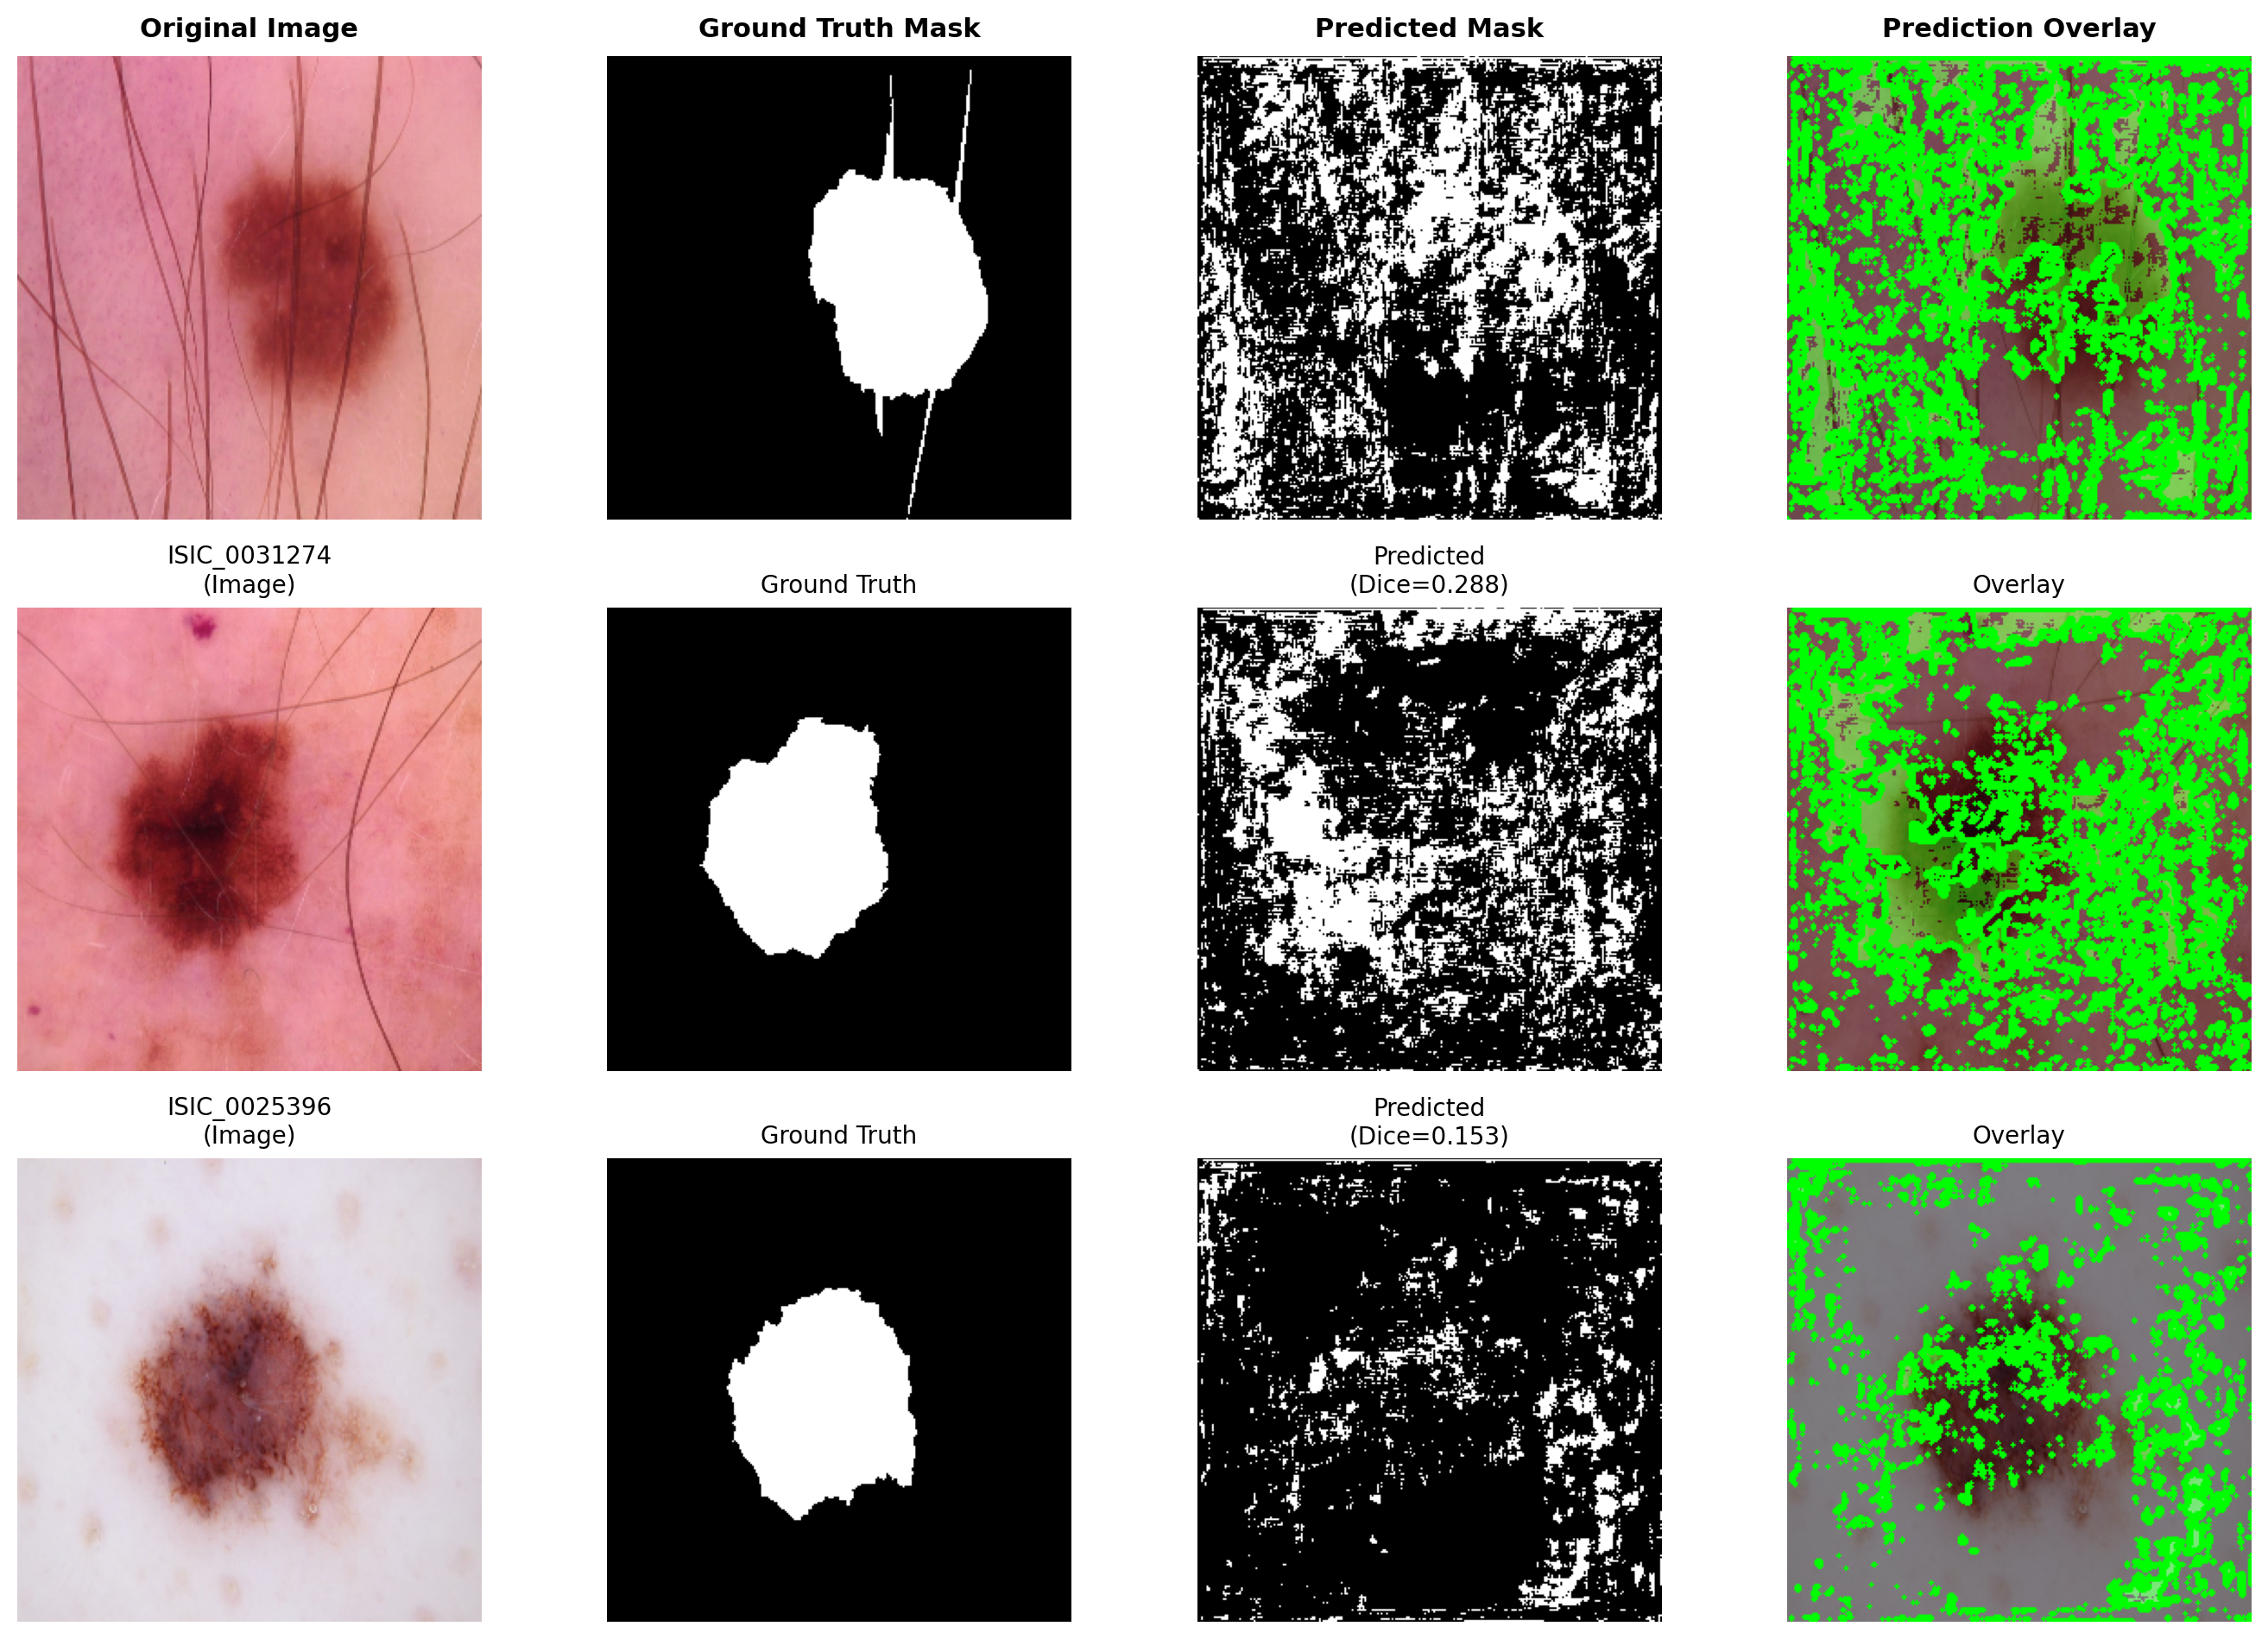 Original Image
Ground Truth Mask
Predicted Mask
Prediction Overlay
ISIC_0031274
(Image)
Ground Truth
Predicted
(Dice=0.288)
Overlay
ISIC_0025396
(Image)
Ground Truth
Predicted
(Dice=0.153)
Overlay